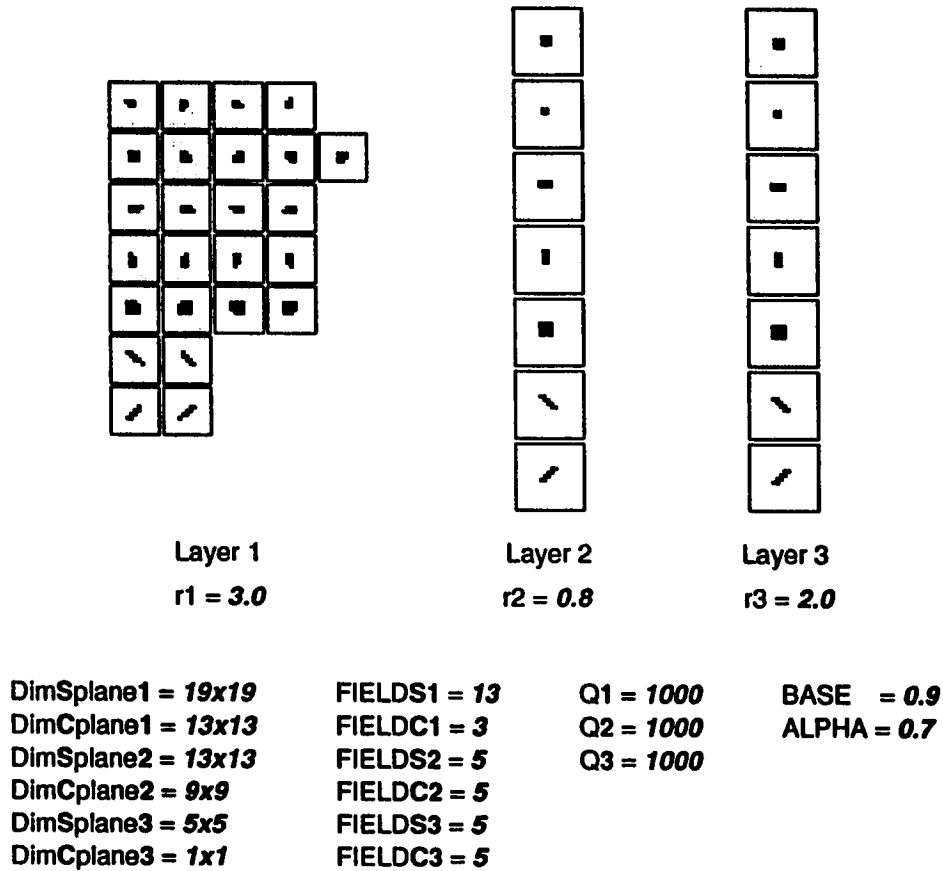 Layer 1 Layer 2 Layer 3
r1 = 3.0 r2 = 0.8 r3 = 2.0
DimSplane1 = 19x19 FIELDS1 = 13 Q1 = 1000 BASE = 0.9
DimCplane1 = 13x13 FIELDC1 = 3 Q2 = 1000 ALPHA = 0.7
DimSplane2 = 13x13 FIELDS2 = 5 Q3 = 1000
DimCplane2 = 9x9 FIELDC2 = 5
DimSplane3 = 5x5 FIELDS3 = 5
DimCplane3 = 1x1 FIELDC3 = 5